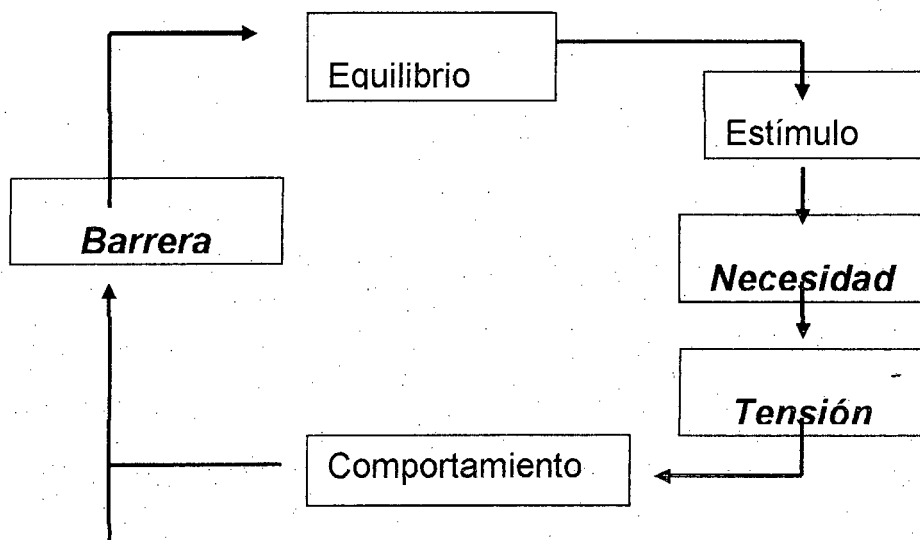 Equilibrio
Estímulo
Barrera
Necesidad
Tensión
Comportamiento